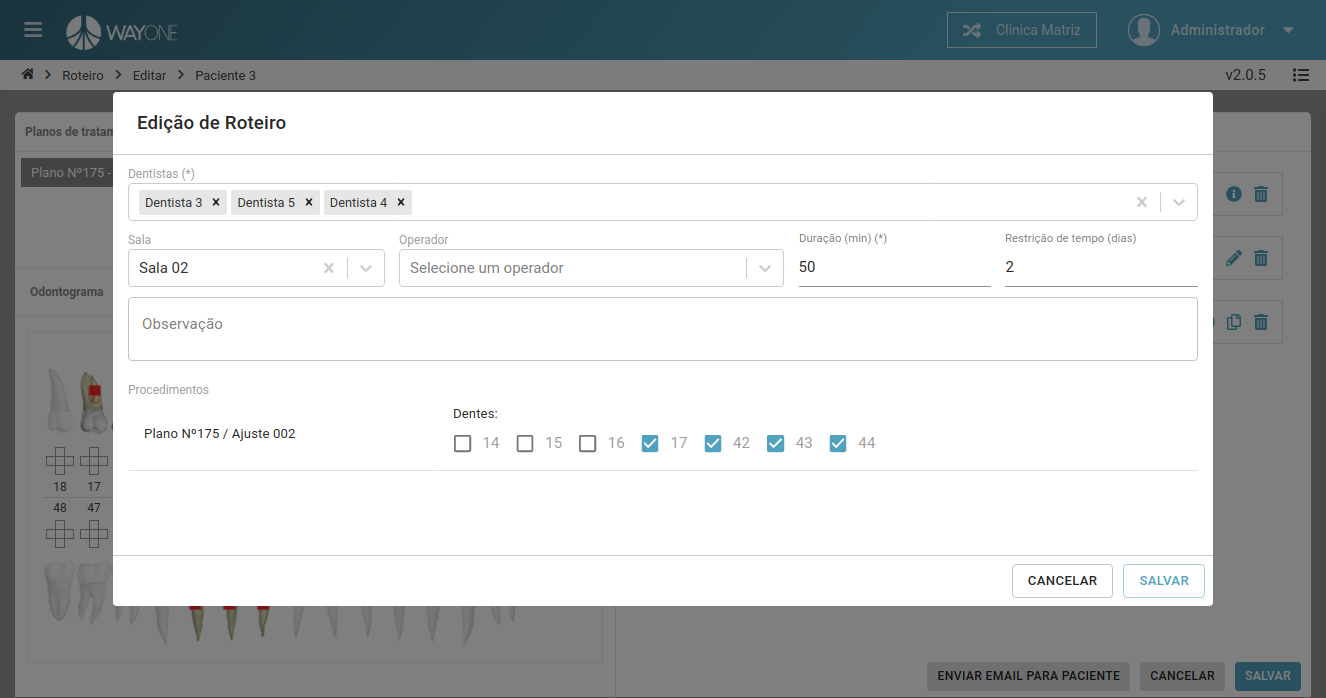 WAYONE
Clinica Matriz
Administrador
Roteiro
Editar
Paciente 3
v2.0.5
Planos de tratam
Plano Nº175 -
Edição de Roteiro
Dentistas (*)
Dentista 3
Dentista 5
Dentista 4
Sala
Operador
Duração (min) (*)
Restrição de tempo (dias)
Sala 02
Selecione um operador
50
2
Odontograma
Observação
Procedimentos
Dentes:
Plano Nº175 / Ajuste 002
14 15 16 17 42 43 44
18 17
48 47
CANCELAR
SALVAR
ENVIAR EMAIL PARA PACIENTE
CANCELAR
SALVAR